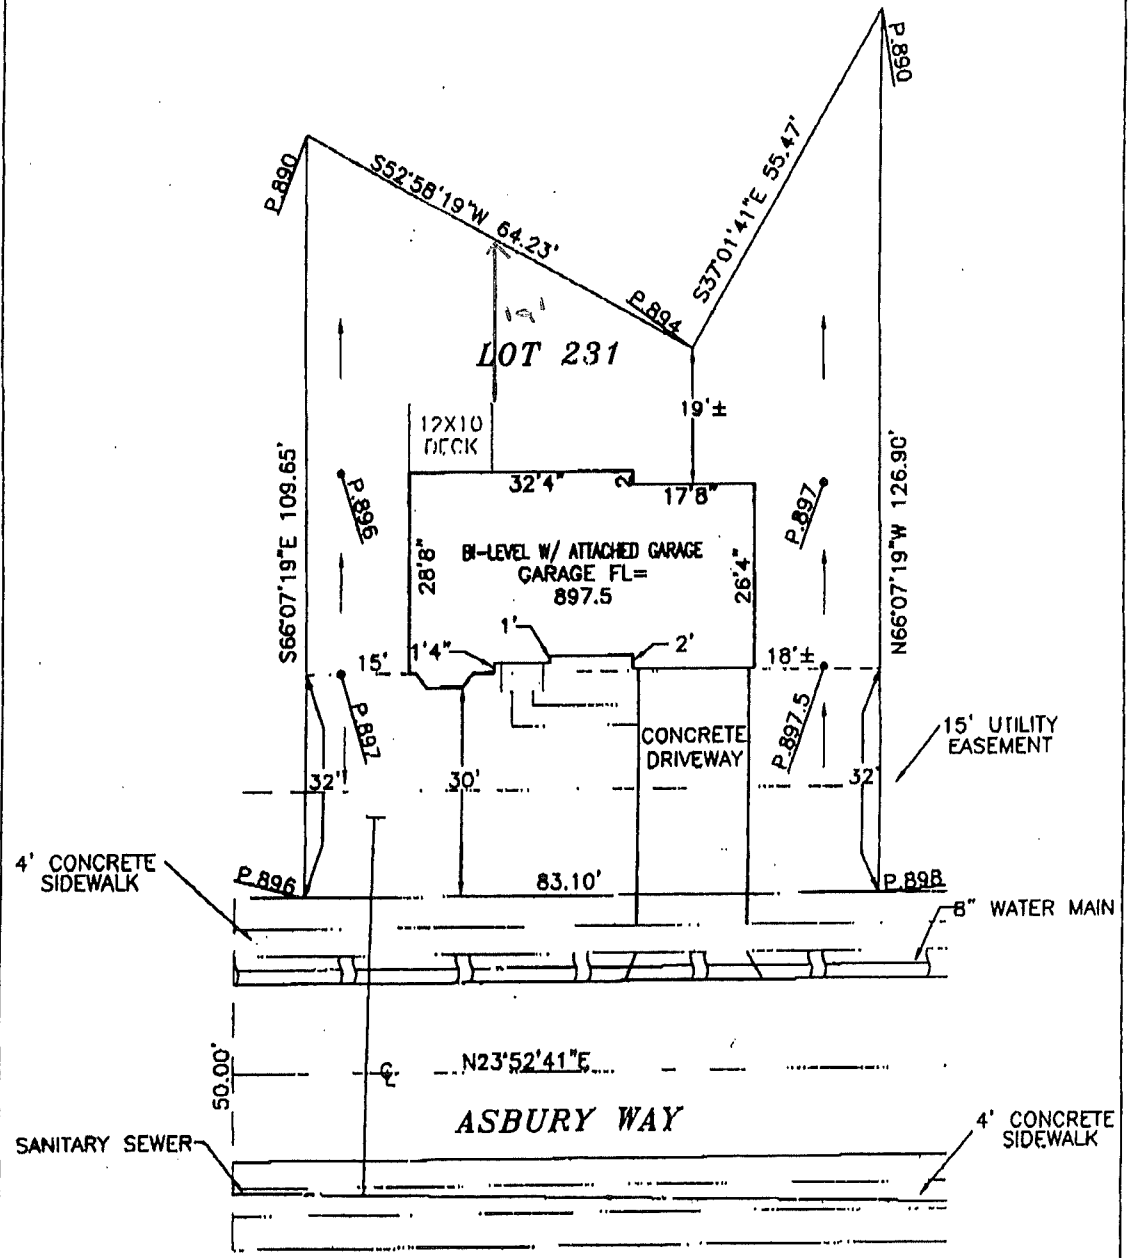 P.890
P.890
S52°58'19"W 64.23'
S37°01'41"E 55.47'
P.894
19'
LOT 231
19'±
12X10
DECK
S66°07'19"E 109.65'
N66°07'19"W 126.90'
P.896
32'4"
2
17'8"
P.897
28'8"
BI-LEVEL W/ ATTACHED GARAGE
GARAGE FL=
897.5
26'4"
1'
1'4"
2'
15'
18'±
P.897
P.897.5
CONCRETE
DRIVEWAY
15' UTILITY
EASEMENT
32'
30'
32'
4' CONCRETE
SIDEWALK
P.896
83.10'
P.898
8" WATER MAIN
50.00'
N23°52'41"E
℄
ASBURY WAY
SANITARY SEWER
4' CONCRETE
SIDEWALK